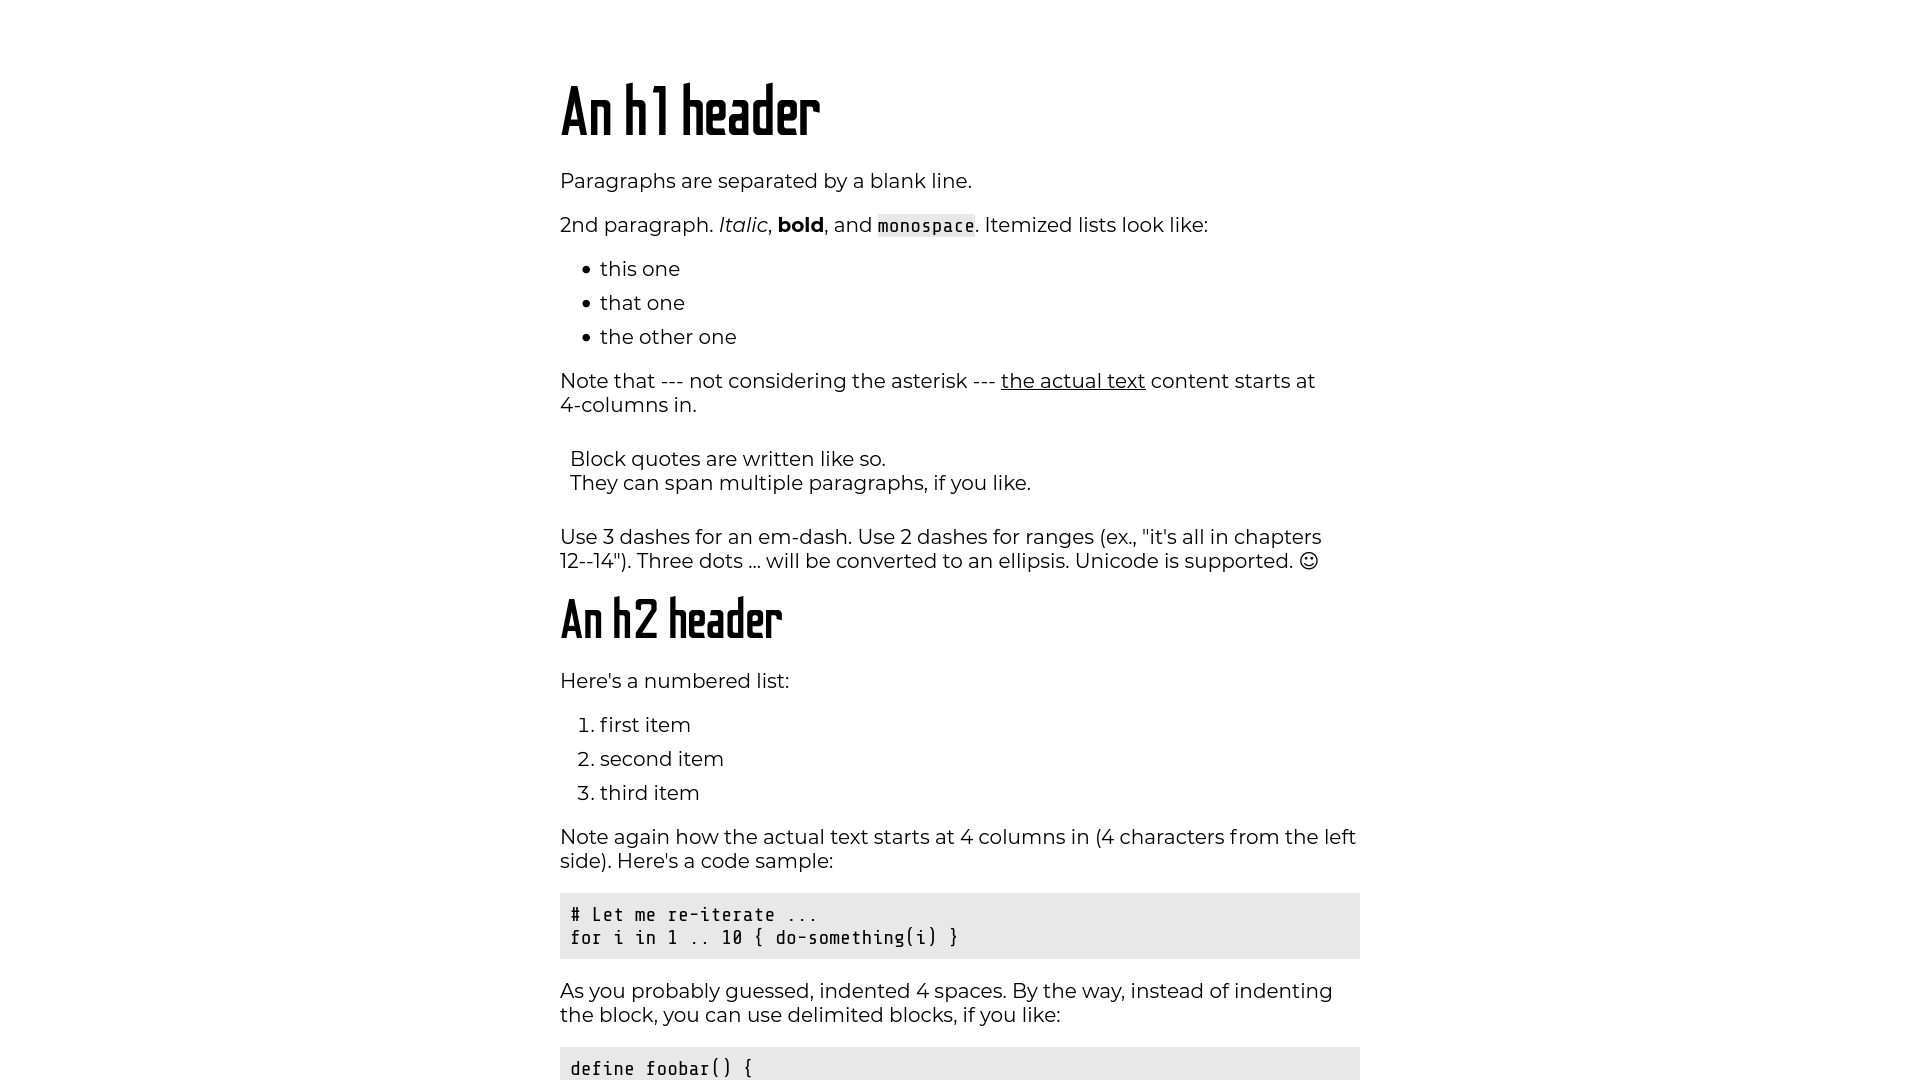 An h1 header
Paragraphs are separated by a blank line.
2nd paragraph. Italic, bold, and monospace. Itemized lists look like:
• this one
• that one
• the other one
Note that --- not considering the asterisk --- the actual text content starts at
4-columns in.
Block quotes are written like so.
They can span multiple paragraphs, if you like.
Use 3 dashes for an em-dash. Use 2 dashes for ranges (ex., "it's all in chapters
12--14"). Three dots ... will be converted to an ellipsis. Unicode is supported. ☺
An h2 header
Here's a numbered list:
1. first item
2. second item
3. third item
Note again how the actual text starts at 4 columns in (4 characters from the left
side). Here's a code sample:
# Let me re-iterate ...
for i in 1 .. 10 { do-something(i) }
As you probably guessed, indented 4 spaces. By the way, instead of indenting
the block, you can use delimited blocks, if you like:
define foobar() {